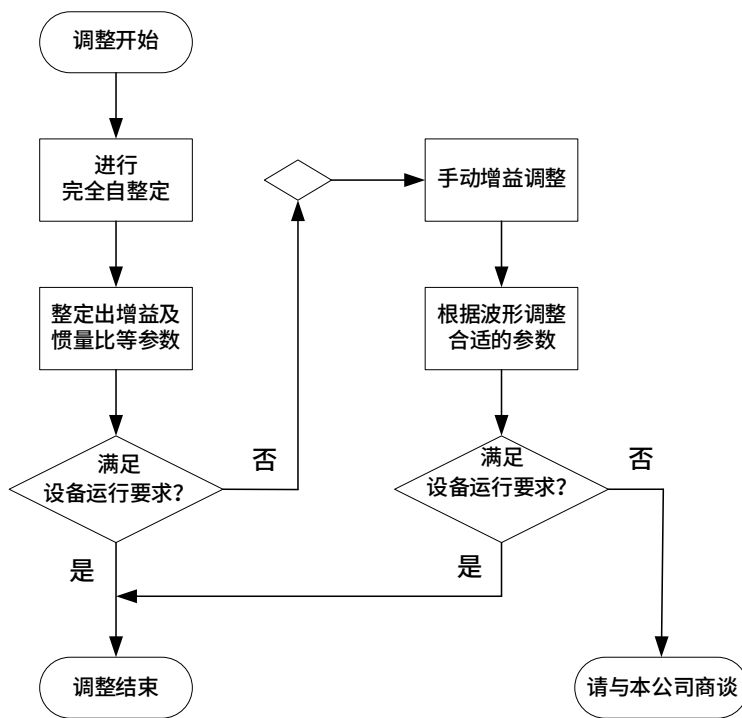 调整开始
进行
完全自整定
整定出增益及
惯量比等参数
满足
设备运行要求?
否
是
调整结束
手动增益调整
根据波形调整
合适的参数
满足
设备运行要求?
否
是
请与本公司商谈